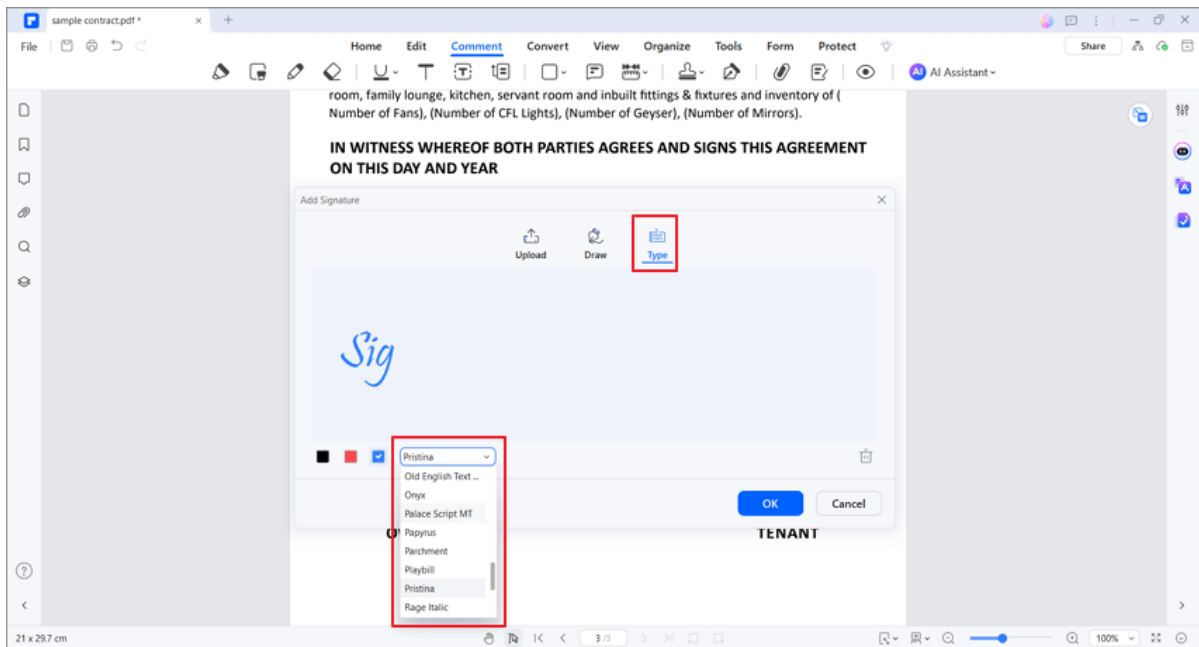 sample contract.pdf *
File
Home Edit Comment Convert View Organize Tools Form Protect
Share
AI AI Assistant
room, family lounge, kitchen, servant room and inbuilt fittings & fixtures and inventory of (
Number of Fans), (Number of CFL Lights), (Number of Geyser), (Number of Mirrors).
IN WITNESS WHEREOF BOTH PARTIES AGREES AND SIGNS THIS AGREEMENT
ON THIS DAY AND YEAR
Add Signature
Upload Draw Type
Sig
Pristina
Old English Text ...
Onyx
Palace Script MT
Papyrus
Parchment
Playbill
Pristina
Rage Italic
OK Cancel
TENANT
21 x 29.7 cm
3 /3
100%